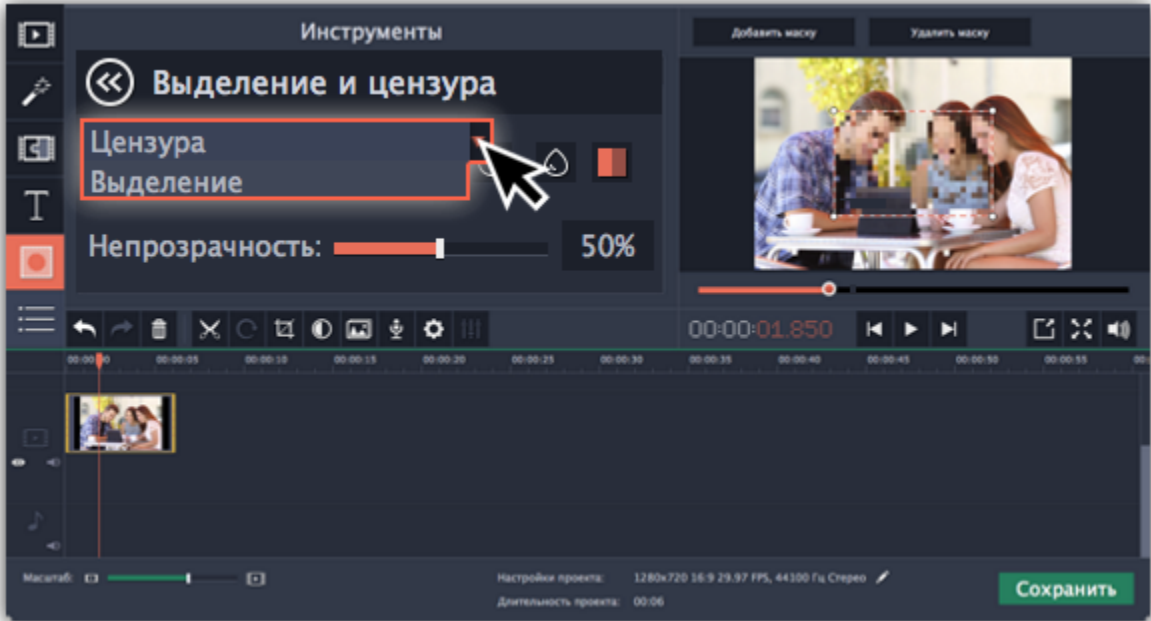 Инструменты
Добавить маску
Удалить маску
Выделение и цензура
Цензура
Выделение
Непрозрачность:
50%
T
00:00:01.850
00:00:05
00:00:10
00:00:15
00:00:20
00:00:25
00:00:30
00:00:35
00:00:40
00:00:45
00:00:50
00:00:55
Масштаб:
Настройки проекта: 1280x720 16:9 29.97 FPS, 44100 Гц Стерео
Длительность проекта: 00:06
Сохранить